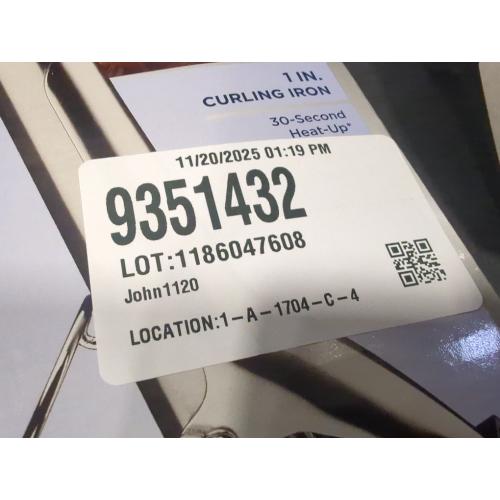 1 IN.
CURLING IRON
30-Second
Heat-Up*
11/20/2025 01:19 PM
9351432
LOT:1186047608
John1120
LOCATION:1-A-1704-C-4